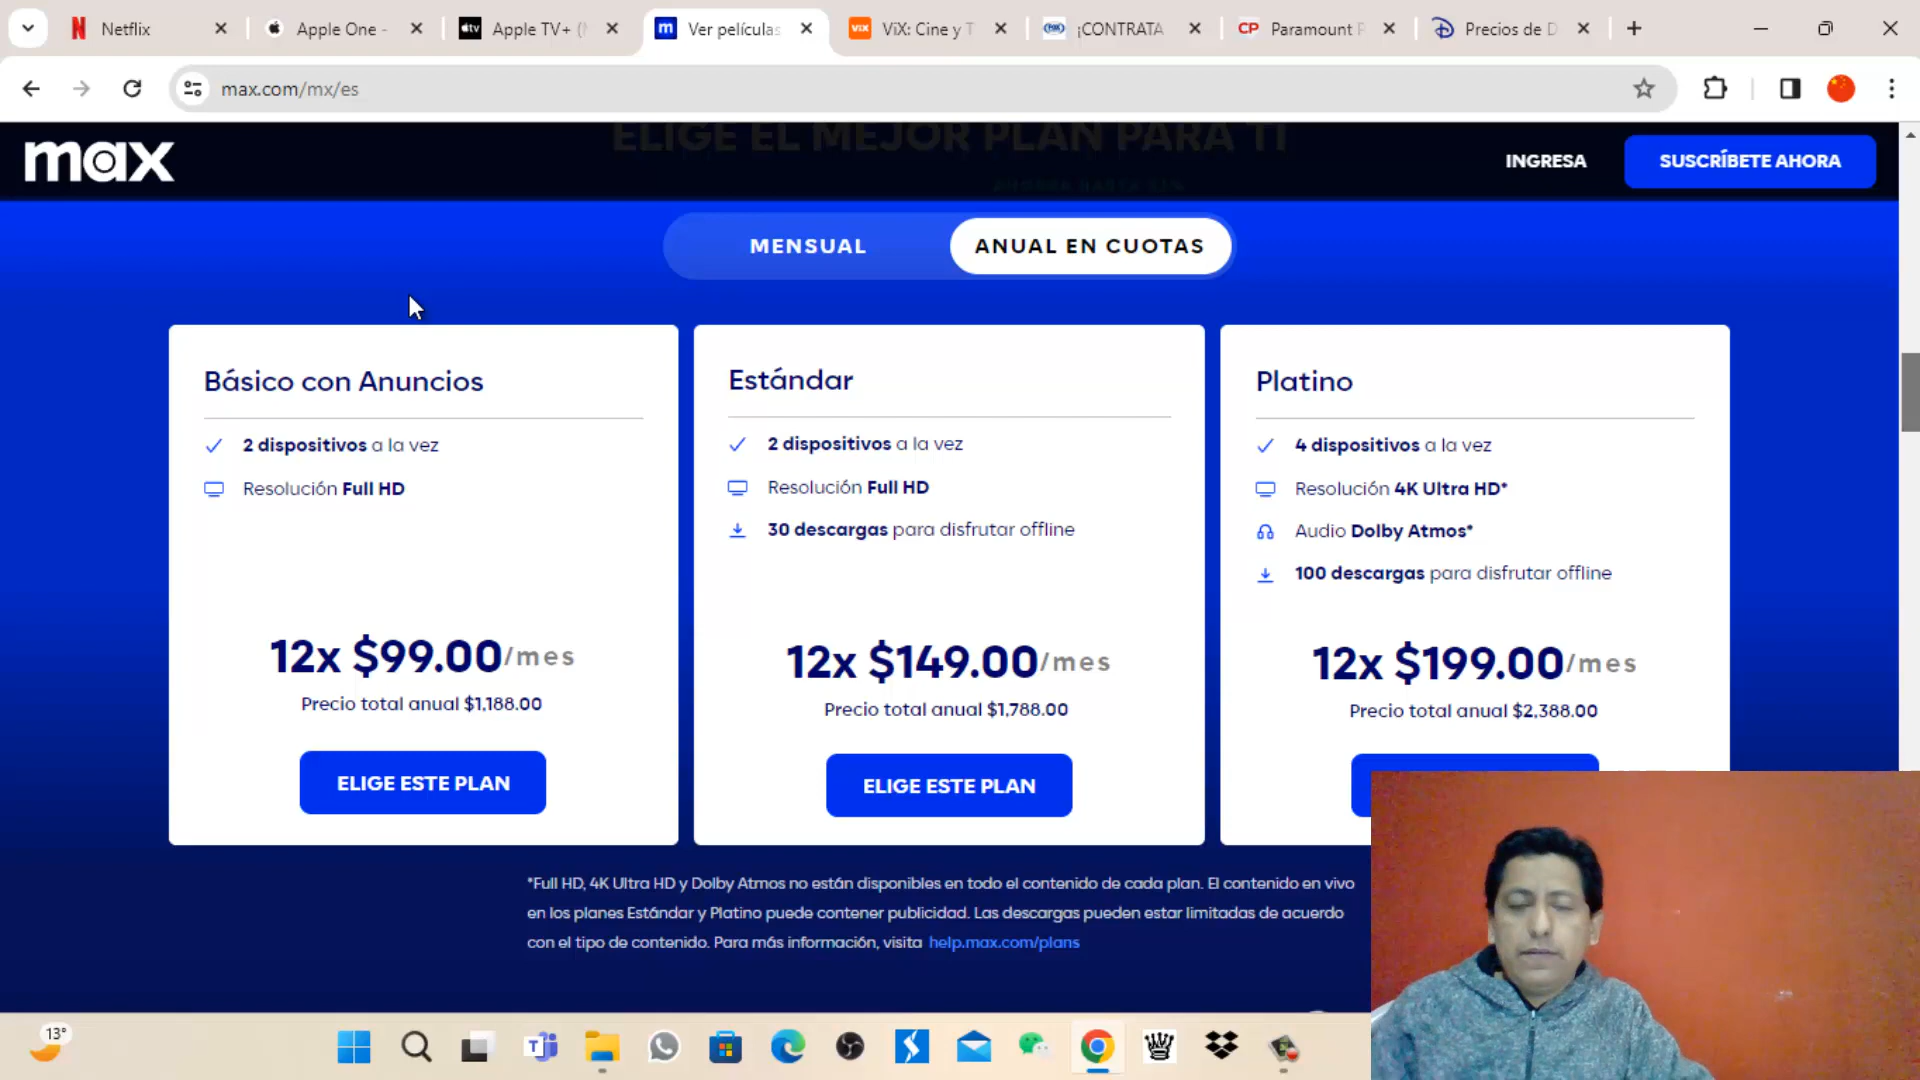 Netflix
Apple One -
Apple TV+ (
Ver películas
ViX: Cine y T
¡CONTRATA
Paramount P
Precios de D
max.com/mx/es
max
ELIGE EL MEJOR PLAN PARA TI
INGRESA
SUSCRÍBETE AHORA
MENSUAL
ANUAL EN CUOTAS
Básico con Anuncios
2 dispositivos a la vez
Resolución Full HD
12x $99.00/mes
Precio total anual $1,188.00
ELIGE ESTE PLAN
Estándar
2 dispositivos a la vez
Resolución Full HD
30 descargas para disfrutar offline
12x $149.00/mes
Precio total anual $1,788.00
ELIGE ESTE PLAN
Platino
4 dispositivos a la vez
Resolución 4K Ultra HD*
Audio Dolby Atmos*
100 descargas para disfrutar offline
12x $199.00/mes
Precio total anual $2,388.00
*Full HD, 4K Ultra HD y Dolby Atmos no están disponibles en todo el contenido de cada plan. El contenido en vivo
en los planes Estándar y Platino puede contener publicidad. Las descargas pueden estar limitadas de acuerdo
con el tipo de contenido. Para más información, visita help.max.com/plans
13°